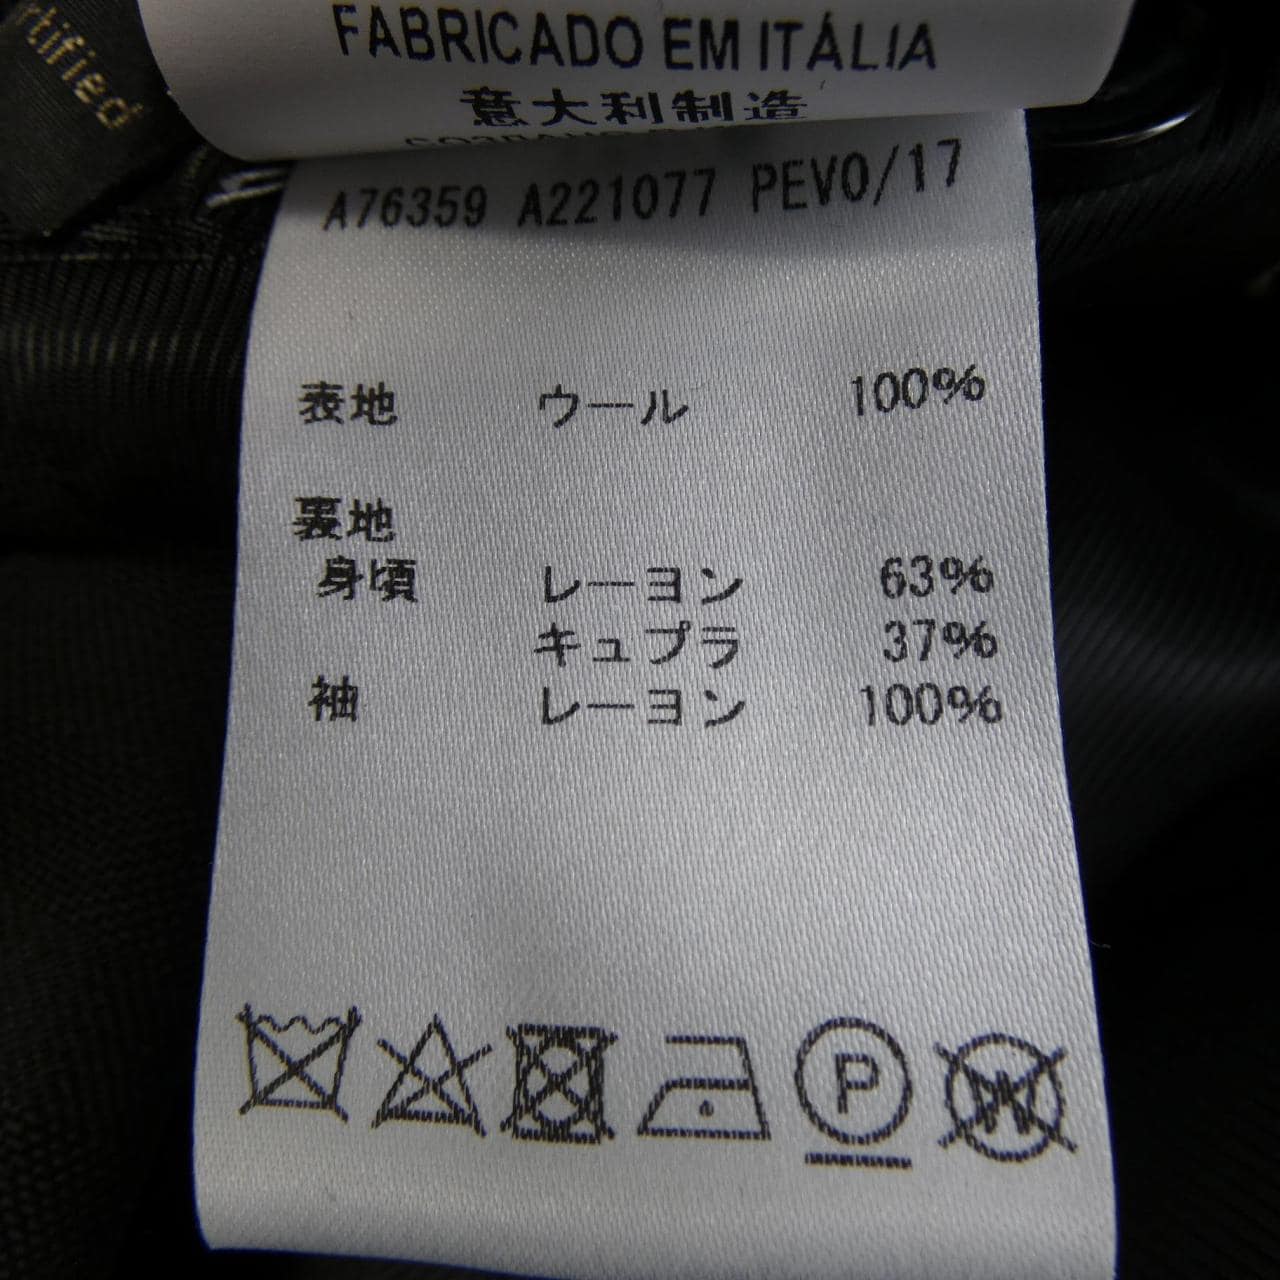 FABRICADO EM ITÁLIA
意大利制造
A76359 A221077 PEV0/17
表地 ウール 100%
裏地
身頃 レーヨン 63%
キュプラ 37%
袖 レーヨン 100%
P
W